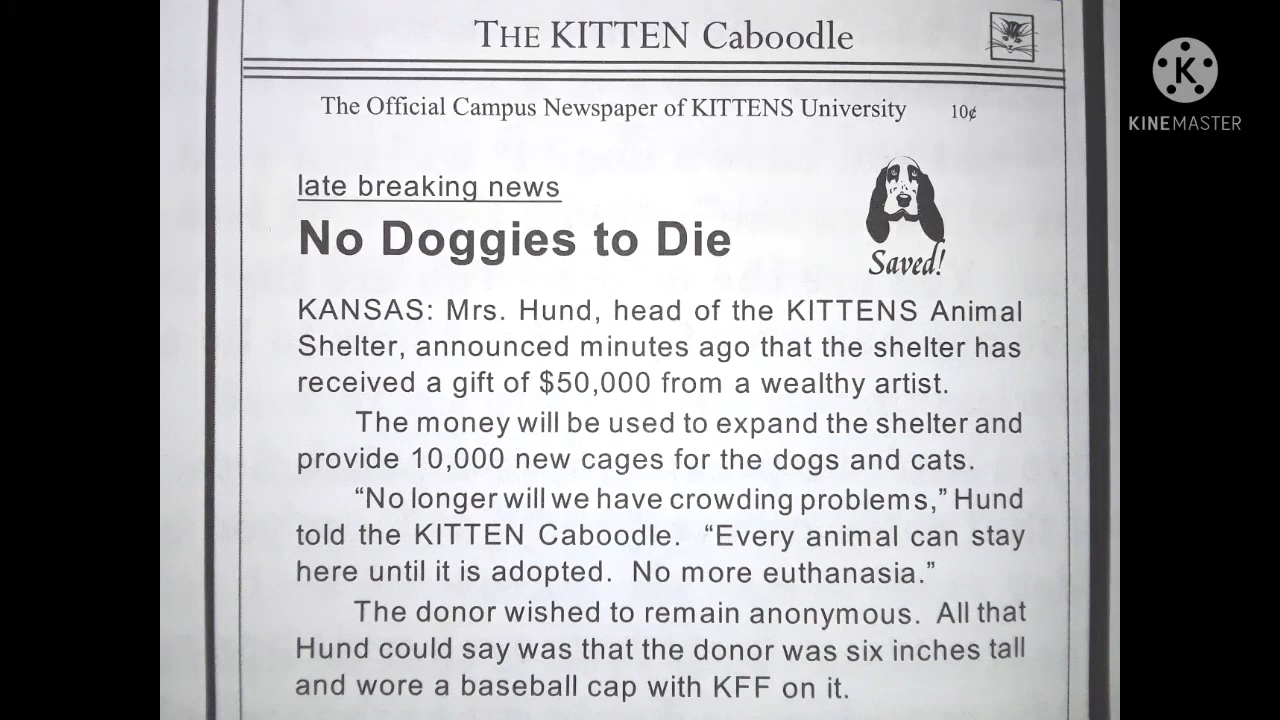 THE KITTEN Caboodle
KINEMASTER
The Official Campus Newspaper of KITTENS University 10¢
late breaking news
No Doggies to Die
Saved!
KANSAS: Mrs. Hund, head of the KITTENS Animal
Shelter, announced minutes ago that the shelter has
received a gift of $50,000 from a wealthy artist.
The money will be used to expand the shelter and
provide 10,000 new cages for the dogs and cats.
“No longer will we have crowding problems,” Hund
told the KITTEN Caboodle. “Every animal can stay
here until it is adopted. No more euthanasia.”
The donor wished to remain anonymous. All that
Hund could say was that the donor was six inches tall
and wore a baseball cap with KFF on it.